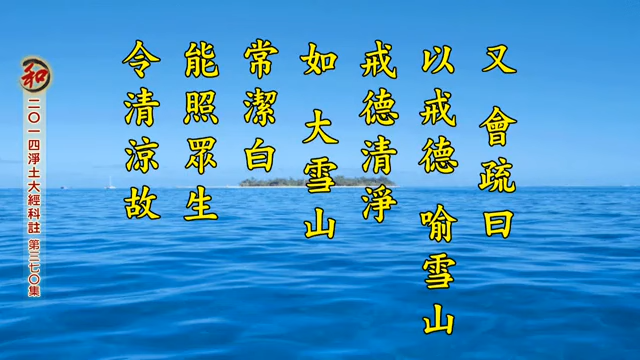 又 會疏曰
以戒德 喻雪山
戒德清淨
如 大雪山
常潔白
能照眾生
令清涼故
和
二〇一四淨土大經科註 第三七〇集